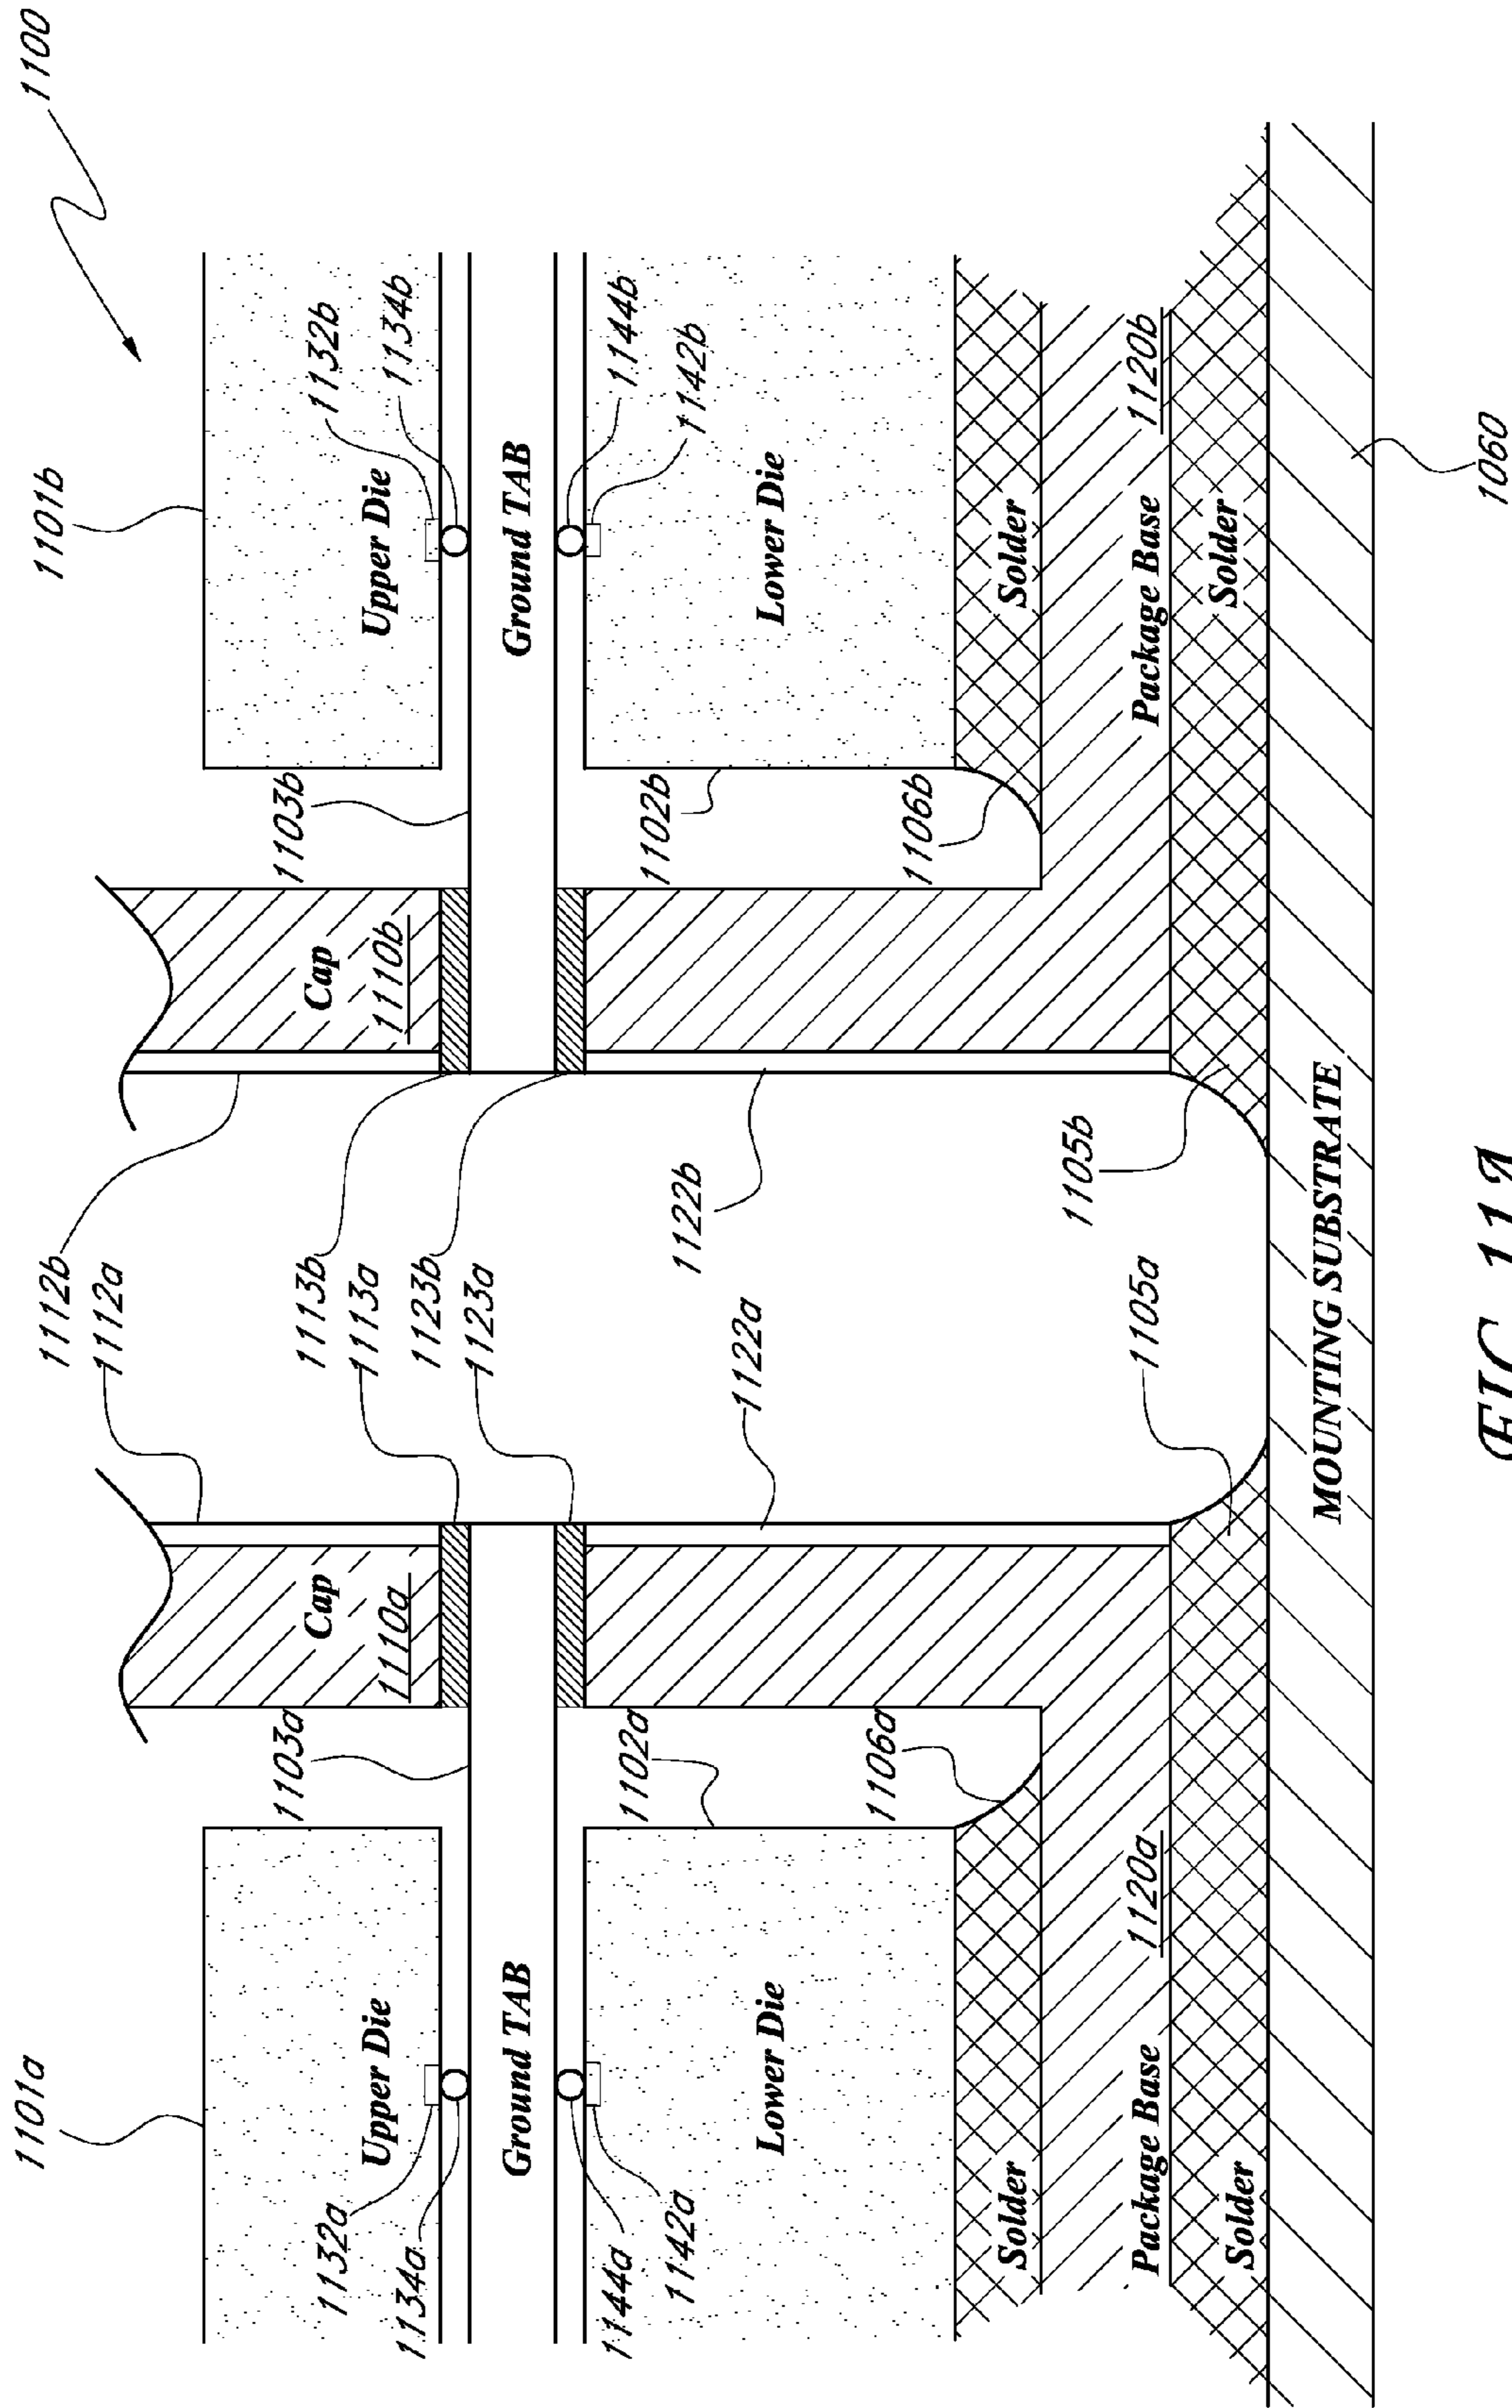 1100
1101a
1101b
1112b
1112a
1113b
1113a
1123b
1123a
1103a
1103b
Cap
1110a
Cap
1110b
Upper Die
Upper Die
1132a
1134a
1132b
1134b
Ground TAB
Ground TAB
1144a
1142a
1144b
1142b
1102a
1102b
1122a
1122b
Lower Die
Lower Die
1106a
1106b
Solder
Solder
1105a
1105b
Package Base
1120a
Package Base
1120b
Solder
Solder
MOUNTING SUBSTRATE
1060
FIG. 11A